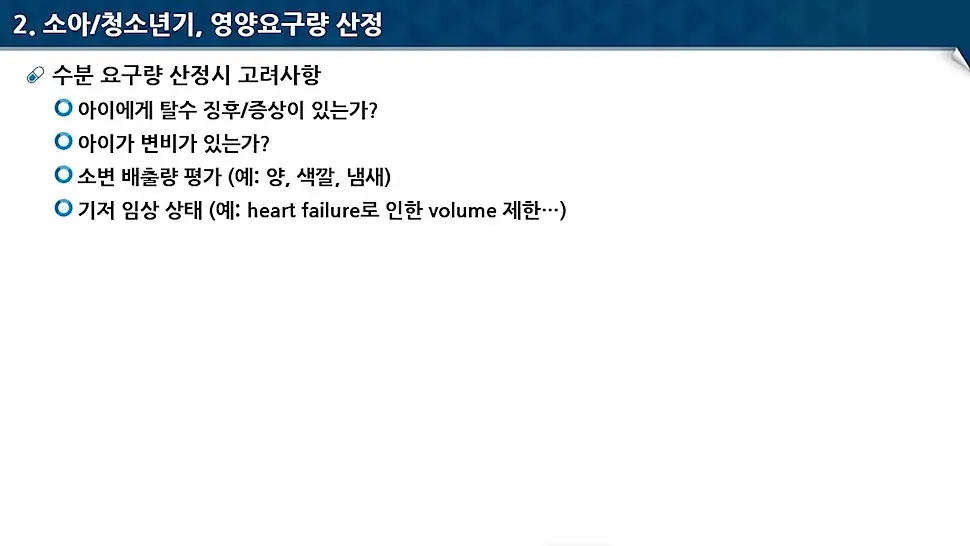 2. 소아/청소년기, 영양요구량 산정
수분 요구량 산정시 고려사항
아이에게 탈수 징후/증상이 있는가?
아이가 변비가 있는가?
소변 배출량 평가 (예: 양, 색깔, 냄새)
기저 임상 상태 (예: heart failure로 인한 volume 제한…)